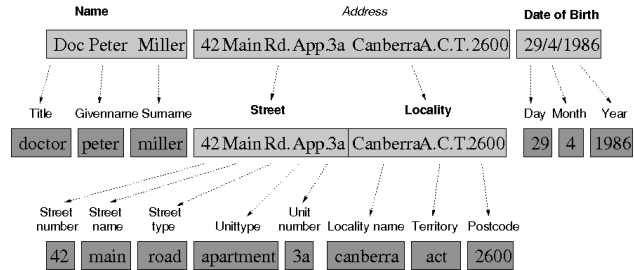 Name Address Date of Birth
Doc Peter Miller 42 Main Rd. App.3a Canberra A.C.T. 2600 29/4/1986
Title Givenname Surname Street Locality Day Month Year
doctor peter miller 42 Main Rd. App.3a Canberra A.C.T. 2600 29 4 1986
Street number Street name Street type Unittype Unit number Locality name Territory Postcode
42 main road apartment 3a canberra act 2600